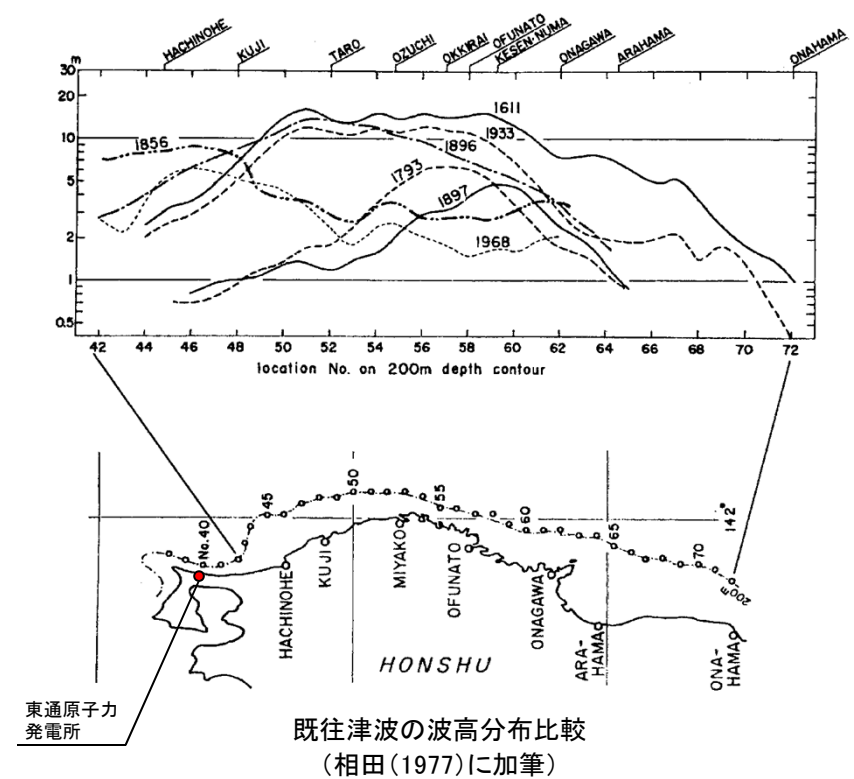 HACHINOHE
KUJI
TARO
OZUCHI
OKKIRAI
OFUNATO
KESEN-NUMA
ONAGAWA
ARAHAMA
ONAHAMA
m
30
20
10
5
2
1
0.5
1856
1611
1933
1896
1793
1897
1968
42 44 46 48 50 52 54 56 58 60 62 64 66 68 70 72
location No. on 200m depth contour
No.40
45
50
55
60
65
70
142°
200m
HACHINOHE
KUJI
MIYAKO
OFUNATO
ONAGAWA
ARA-
HAMA
ONA-
HAMA
HONSHU
東通原子力
発電所
既往津波の波高分布比較
(相田(1977)に加筆)